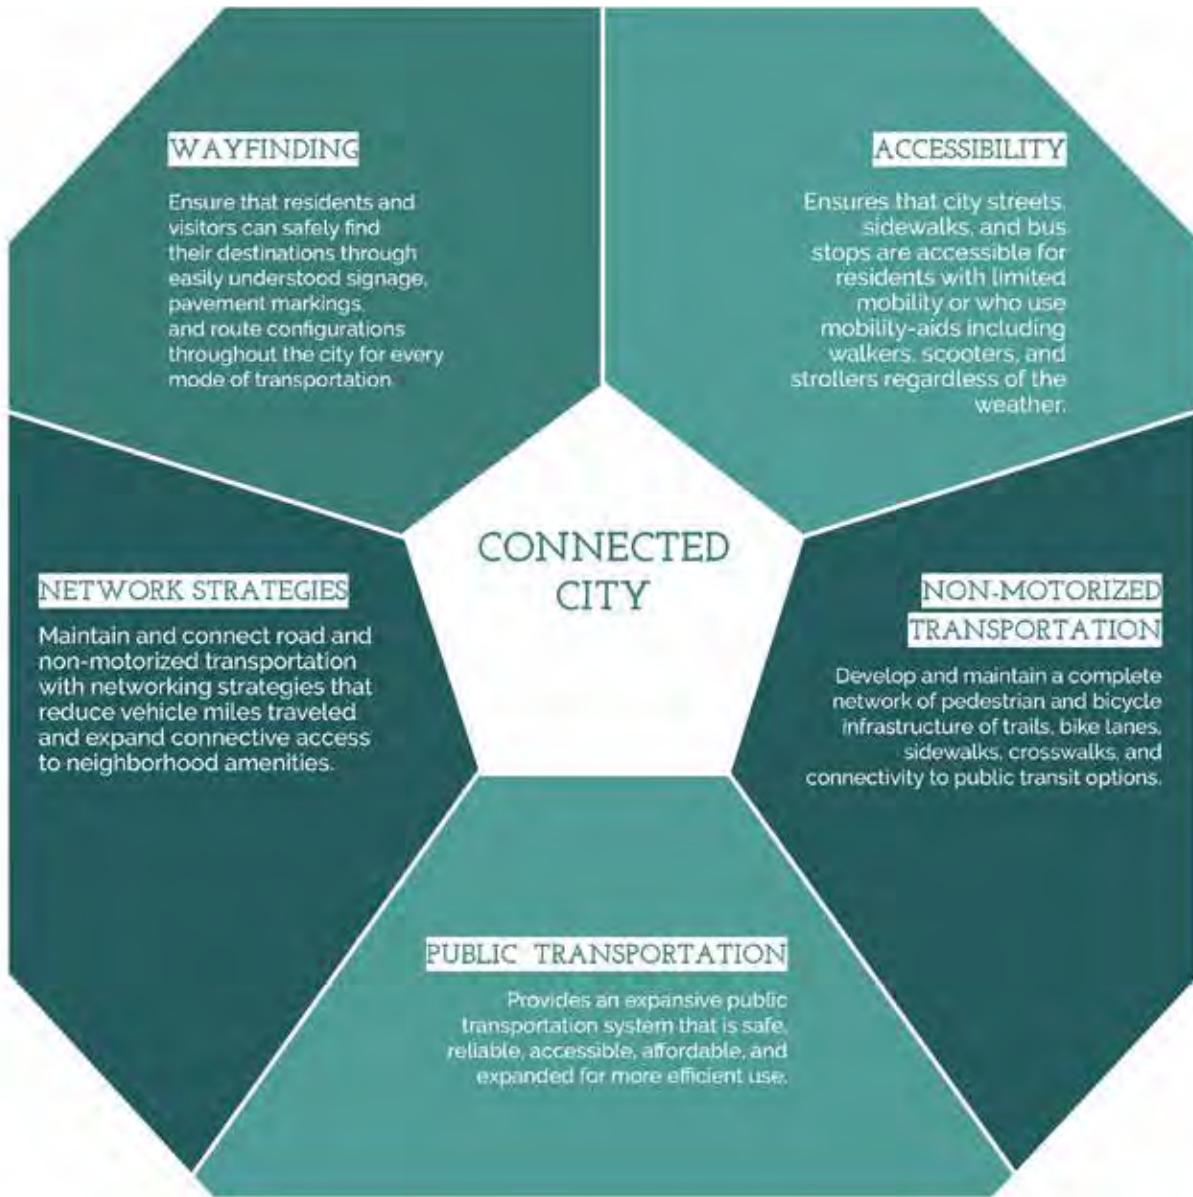 WAYFINDING
Ensure that residents and
visitors can safely find
their destinations through
easily understood signage,
pavement markings,
and route configurations
throughout the city for every
mode of transportation
ACCESSIBILITY
Ensures that city streets,
sidewalks, and bus
stops are accessible for
residents with limited
mobility or who use
mobility-aids including
walkers, scooters, and
strollers regardless of the
weather.
CONNECTED
CITY
NETWORK STRATEGIES
Maintain and connect road and
non-motorized transportation
with networking strategies that
reduce vehicle miles traveled
and expand connective access
to neighborhood amenities.
NON-MOTORIZED
TRANSPORTATION
Develop and maintain a complete
network of pedestrian and bicycle
infrastructure of trails, bike lanes,
sidewalks, crosswalks, and
connectivity to public transit options.
PUBLIC TRANSPORTATION
Provides an expansive public
transportation system that is safe,
reliable, accessible, affordable, and
expanded for more efficient use.